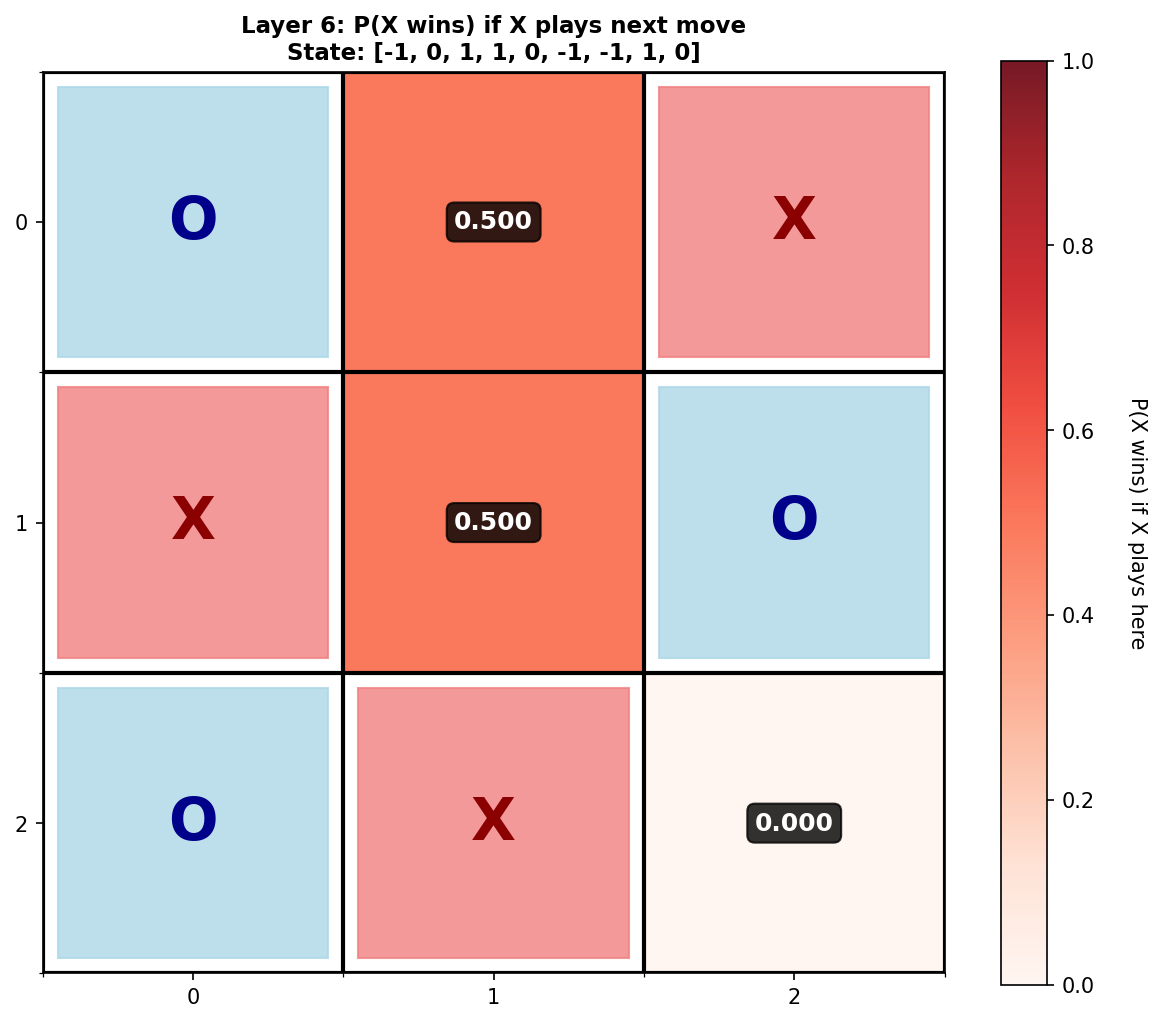 Layer 6: P(X wins) if X plays next move
State: [-1, 0, 1, 1, 0, -1, -1, 1, 0]
O
0.500
X
X
0.500
O
O
X
0.000
0
1
2
0
1
2
1.0
0.8
0.6
0.4
0.2
0.0
P(X wins) if X plays here